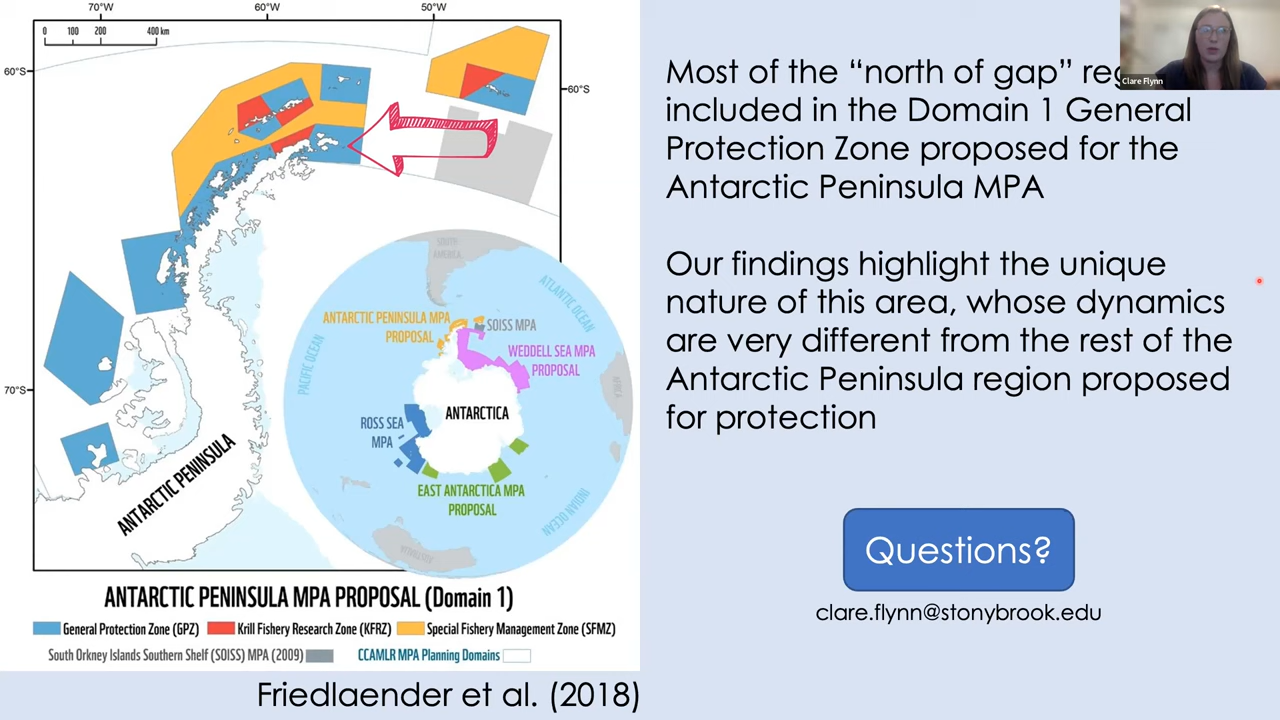 70°W 60°W 50°W
0 100 200 400 km
60°S
60°S
70°S
ANTARCTIC PENINSULA
SOUTH AMERICA
ATLANTIC OCEAN
PACIFIC OCEAN
INDIAN OCEAN
AFRICA
ANTARCTIC PENINSULA MPA
PROPOSAL
SOISS MPA
WEDDELL SEA MPA
PROPOSAL
ANTARCTICA
ROSS SEA
MPA
EAST ANTARCTICA MPA
PROPOSAL
ANTARCTIC PENINSULA MPA PROPOSAL (Domain 1)
General Protection Zone (GPZ) Krill Fishery Research Zone (KFRZ) Special Fishery Management Zone (SFMZ)
South Orkney Islands Southern Shelf (SOISS) MPA (2009) CCAMLR MPA Planning Domains
Friedlaender et al. (2018)
Most of the “north of gap” reg
included in the Domain 1 General
Protection Zone proposed for the
Antarctic Peninsula MPA
Our findings highlight the unique
nature of this area, whose dynamics
are very different from the rest of the
Antarctic Peninsula region proposed
for protection
Questions?
clare.flynn@stonybrook.edu
Clare Flynn